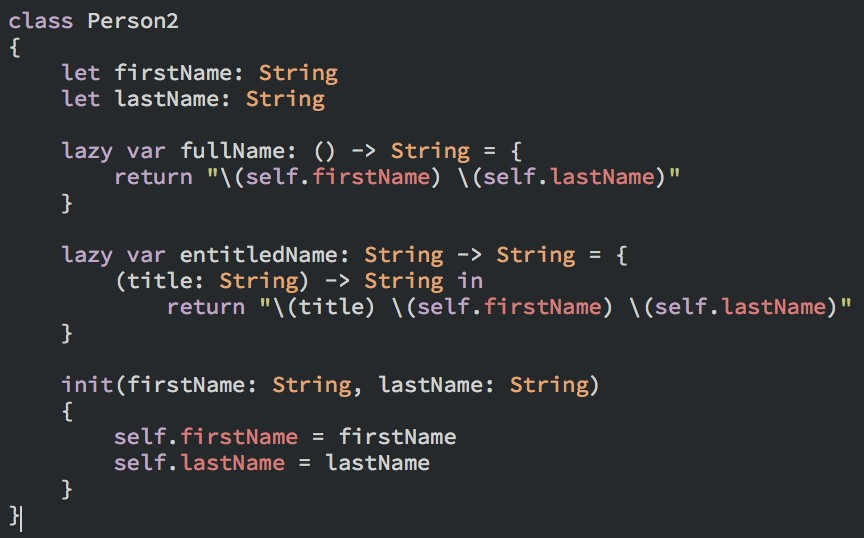 class Person2
{
    let firstName: String
    let lastName: String

    lazy var fullName: () -> String = {
        return "\(self.firstName) \(self.lastName)"
    }

    lazy var entitledName: String -> String = {
        (title: String) -> String in
            return "\(title) \(self.firstName) \(self.lastName)"
    }

    init(firstName: String, lastName: String)
    {
        self.firstName = firstName
        self.lastName = lastName
    }
}